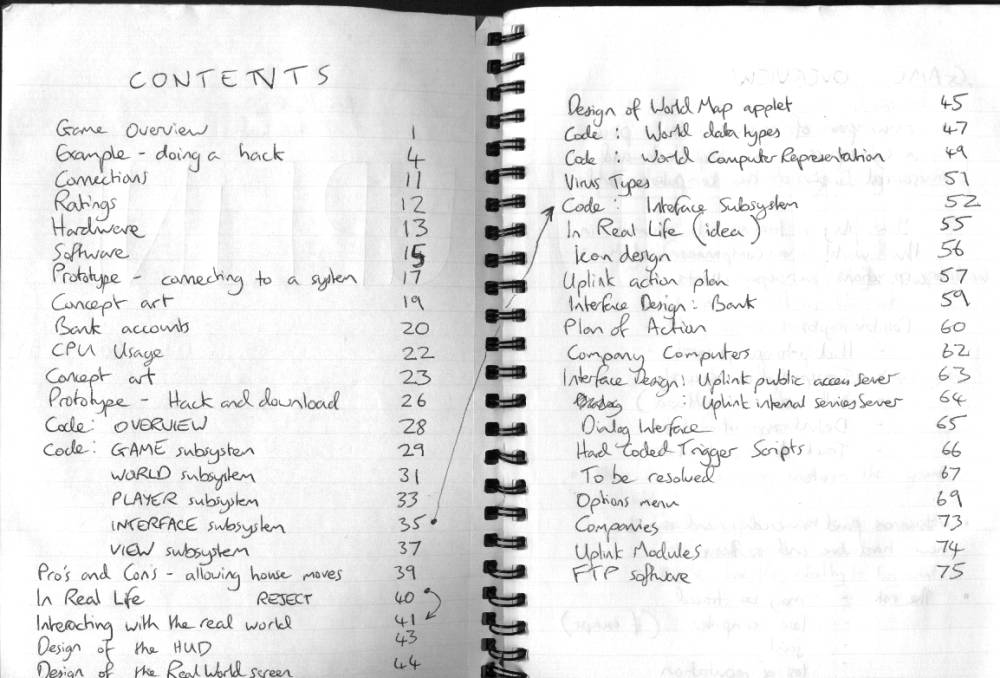 CONTENTS
Game Overview 1
Example - doing a hack 4
Connections 11
Ratings 12
Hardware 13
Software 15
Prototype - connecting to a system 17
Concept art 19
Bank accounts 20
CPU Usage 22
Concept art 23
Prototype - Hack and download 26
Code: OVERVIEW 28
Code: GAME subsystem 29
WORLD subsystem 31
PLAYER subsystem 33
INTERFACE subsystem 35
VIEW subsystem 37
Pro's and Con's - allowing house moves 39
In Real Life REJECT 40
Interacting with the real world 41
Design of the HUD 43
Design of the Real World screen 44
Design of World Map applet 45
Code: World data types 47
Code: World Computer Representation 49
Virus Types 51
Code: Interface Subsystem 52
In Real Life (idea) 55
Icon design 56
Uplink action plan 57
Interface Design: Bank 59
Plan of Action 60
Company Computers 62
Interface Design: Uplink public access server 63
: Uplink internal services Server 64
Dialog Interface 65
Hard Coded Trigger Scripts 66
To be resolved 67
Options menu 69
Companies 73
Uplink Modules 74
FTP software 75